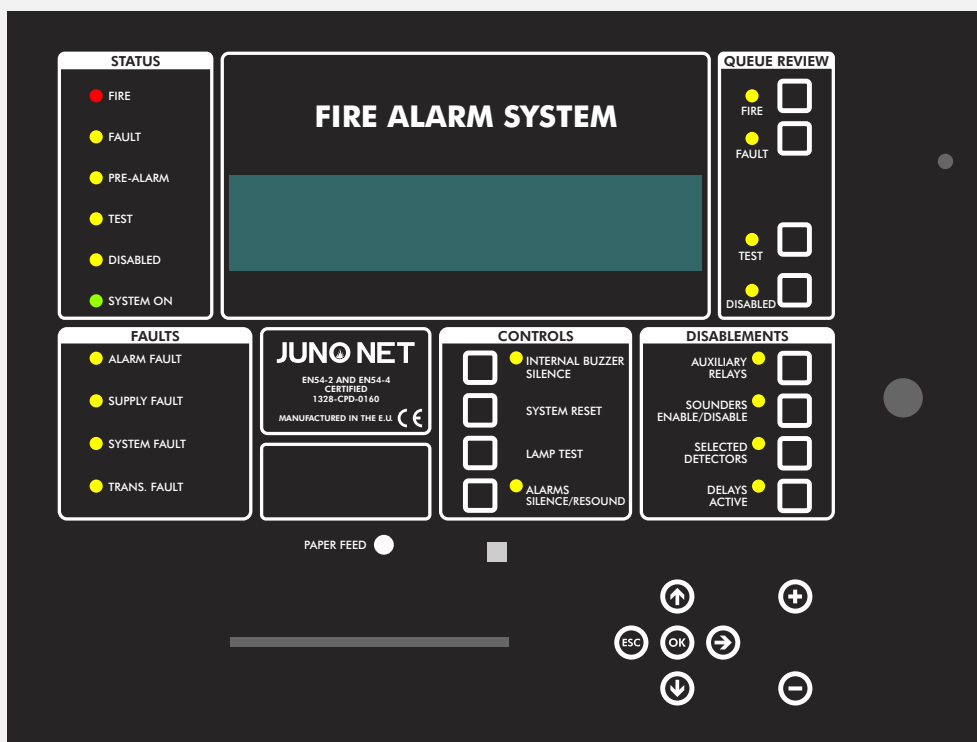 STATUS
FIRE
FAULT
PRE-ALARM
TEST
DISABLED
SYSTEM ON
FIRE ALARM SYSTEM
QUEUE REVIEW
FIRE
FAULT
TEST
DISABLED
FAULTS
ALARM FAULT
SUPPLY FAULT
SYSTEM FAULT
TRANS. FAULT
JUNO NET
EN54-2 AND EN54-4
CERTIFIED
1328-CPD-0160
MANUFACTURED IN THE E.U. CE
CONTROLS
INTERNAL BUZZER
SILENCE
SYSTEM RESET
LAMP TEST
ALARMS
SILENCE/RESOUND
DISABLEMENTS
AUXILIARY
RELAYS
SOUNDERS
ENABLE/DISABLE
SELECTED
DETECTORS
DELAYS
ACTIVE
PAPER FEED
ESC
OK